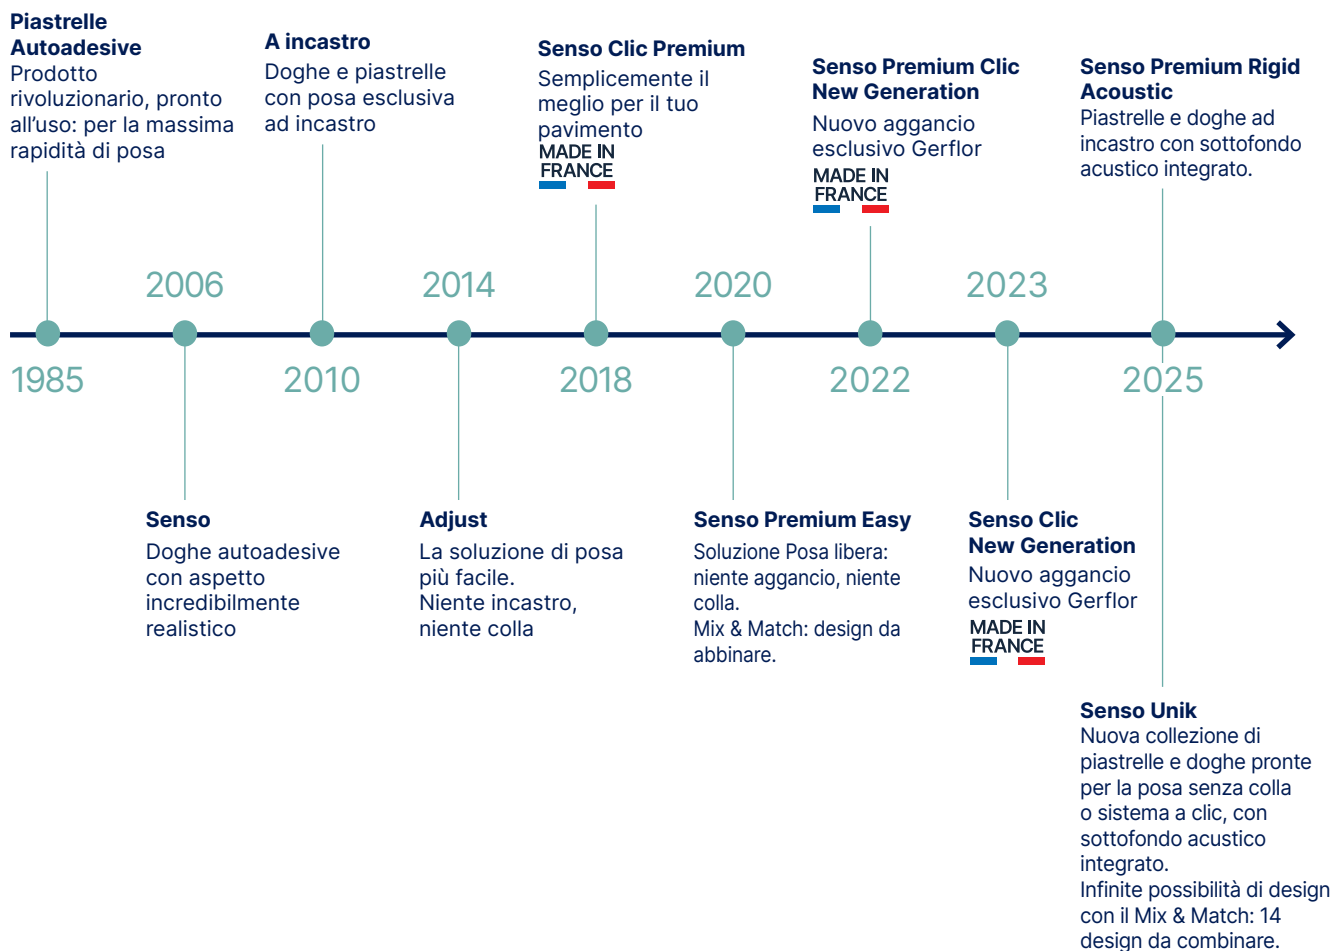 Piastrelle
Autoadesive
Prodotto
rivoluzionario, pronto
all'uso: per la massima
rapidità di posa
A incastro
Doghe e piastrelle
con posa esclusiva
ad incastro
Senso Clic Premium
Semplicemente il
meglio per il tuo
pavimento
MADE IN
FRANCE
Senso Premium Clic
New Generation
Nuovo aggancio
esclusivo Gerflor
MADE IN
FRANCE
Senso Premium Rigid
Acoustic
Piastrelle e doghe ad
incastro con sottofondo
acustico integrato.
2006
2014
2020
2023
1985
2010
2018
2022
2025
Senso
Doghe autoadesive
con aspetto
incredibilmente
realistico
Adjust
La soluzione di posa
più facile.
Niente incastro,
niente colla
Senso Premium Easy
Soluzione Posa libera:
niente aggancio, niente
colla.
Mix & Match: design da
abbinare.
Senso Clic
New Generation
Nuovo aggancio
esclusivo Gerflor
MADE IN
FRANCE
Senso Unik
Nuova collezione di
piastrelle e doghe pronte
per la posa senza colla
o sistema a clic, con
sottofondo acustico
integrato.
Infinite possibilità di design
con il Mix & Match: 14
design da combinare.